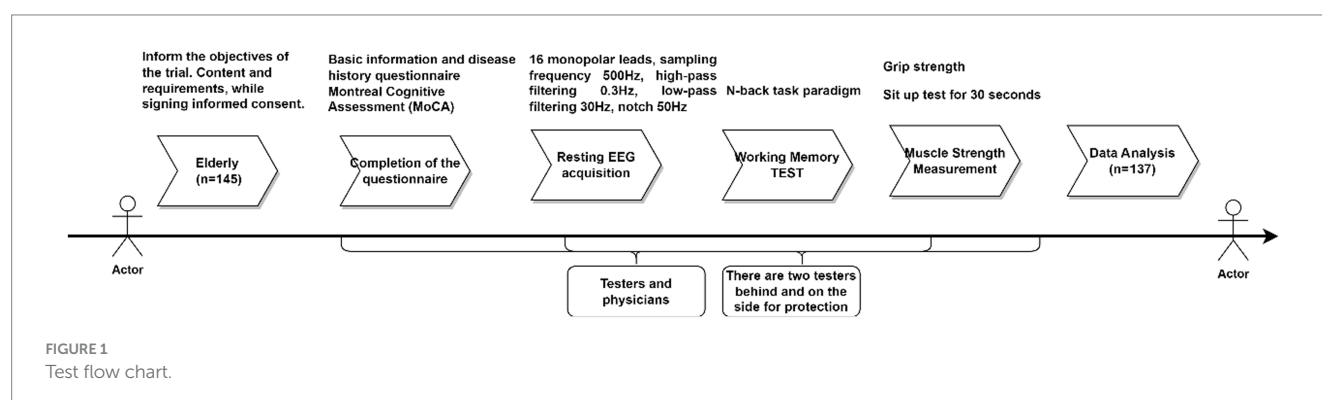 Inform the objectives of
the trial. Content and
requirements, while
signing informed consent.
Basic information and disease
history questionnaire
Montreal Cognitive
Assessment (MoCA)
16 monopolar leads, sampling
frequency 500Hz, high-pass
filtering 0.3Hz, low-pass
filtering 30Hz, notch 50Hz
N-back task paradigm
Grip strength
Sit up test for 30 seconds
Elderly
(n=145)
Completion of the
questionnaire
Resting EEG
acquisition
Working Memory
TEST
Muscle Strength
Measurement
Data Analysis
(n=137)
Actor
Actor
Testers and
physicians
There are two testers
behind and on the
side for protection
FIGURE 1
Test flow chart.